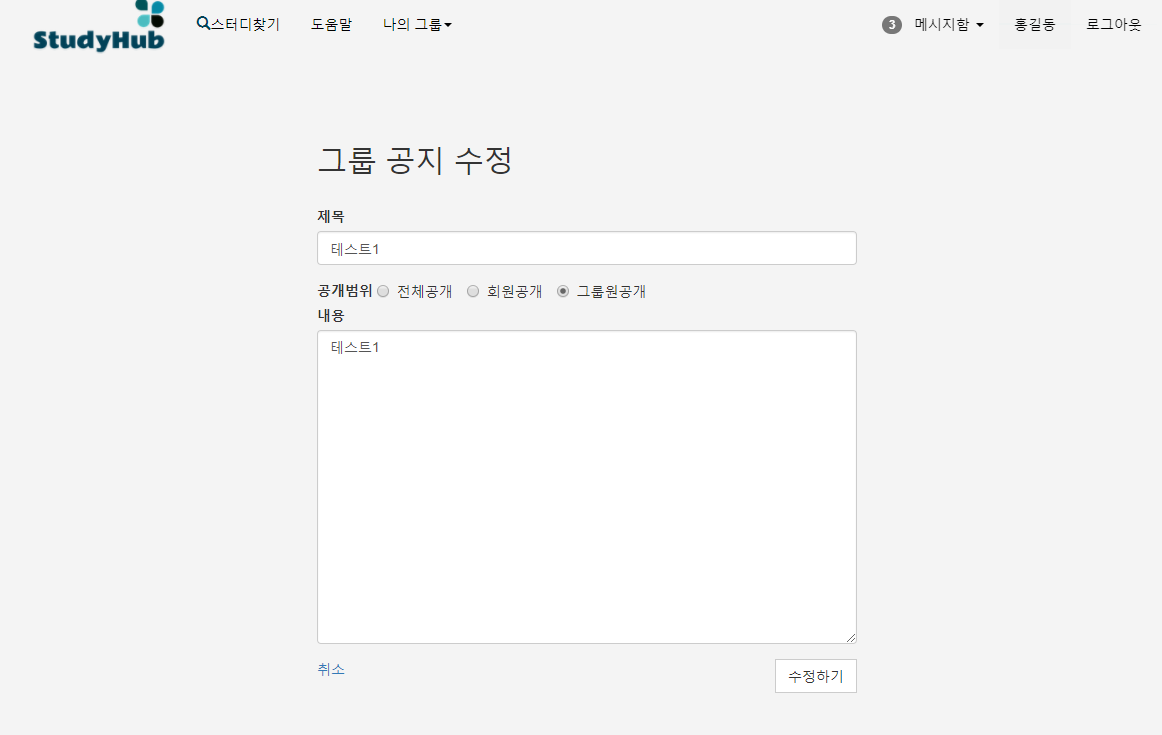 StudyHub
스터디찾기 도움말 나의 그룹 3 메시지함 홍길동 로그아웃
그룹 공지 수정
제목
테스트1
공개범위 전체공개 회원공개 그룹원공개
내용
테스트1
취소 수정하기